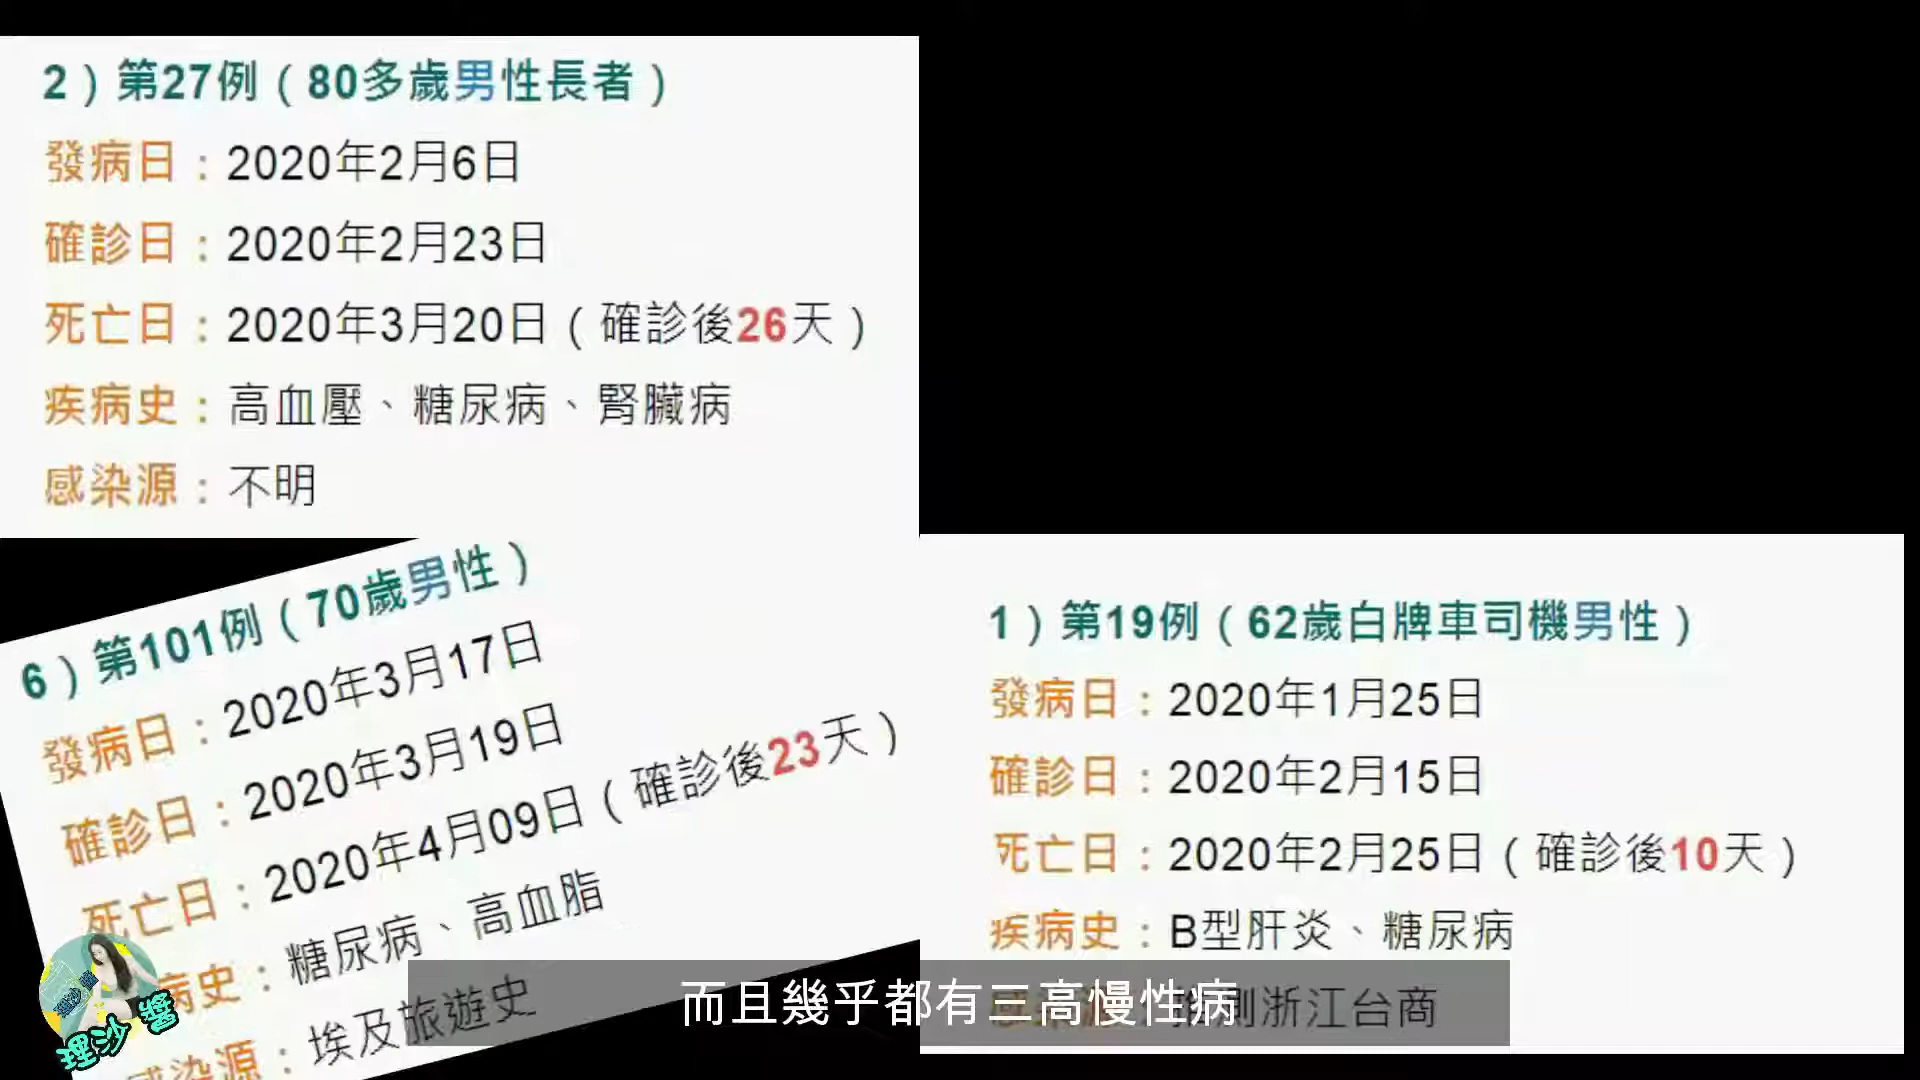 2）第27例（80多歲男性長者）
發病日：2020年2月6日
確診日：2020年2月23日
死亡日：2020年3月20日（確診後26天）
疾病史：高血壓、糖尿病、腎臟病
感染源：不明
6）第101例（70歲男性）
發病日：2020年3月17日
確診日：2020年3月19日
死亡日：2020年4月09日（確診後23天）
病史：糖尿病、高血脂
感染源：埃及旅遊史
1）第19例（62歲白牌車司機男性）
發病日：2020年1月25日
確診日：2020年2月15日
死亡日：2020年2月25日（確診後10天）
疾病史：B型肝炎、糖尿病
浙江台商
而且幾乎都有三高慢性病
理沙醬